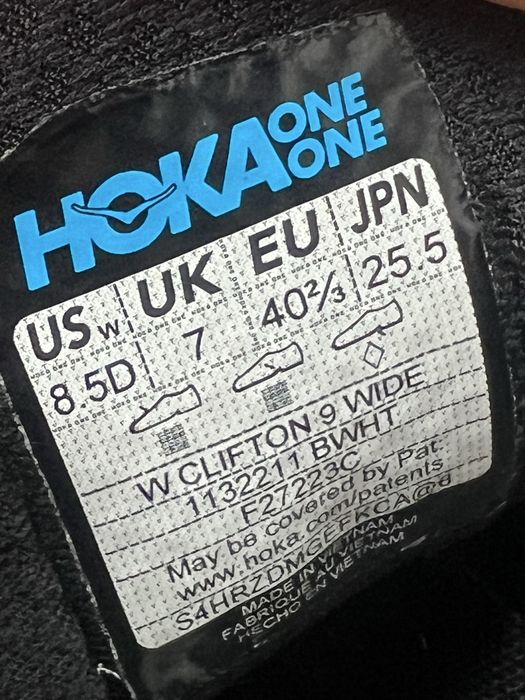 HOKA ONE ONE
US W UK EU JPN
8.5D 7 40⅔ 25.5
W CLIFTON 9 WIDE
1132211 BWHT
F27223C
May be covered by Pat.
www.hoka.com/patents
S4HRZDMGEFKCA@8
MADE IN VIETNAM
FABRIQUÉ AU VIETNAM
HECHO EN VIETNAM